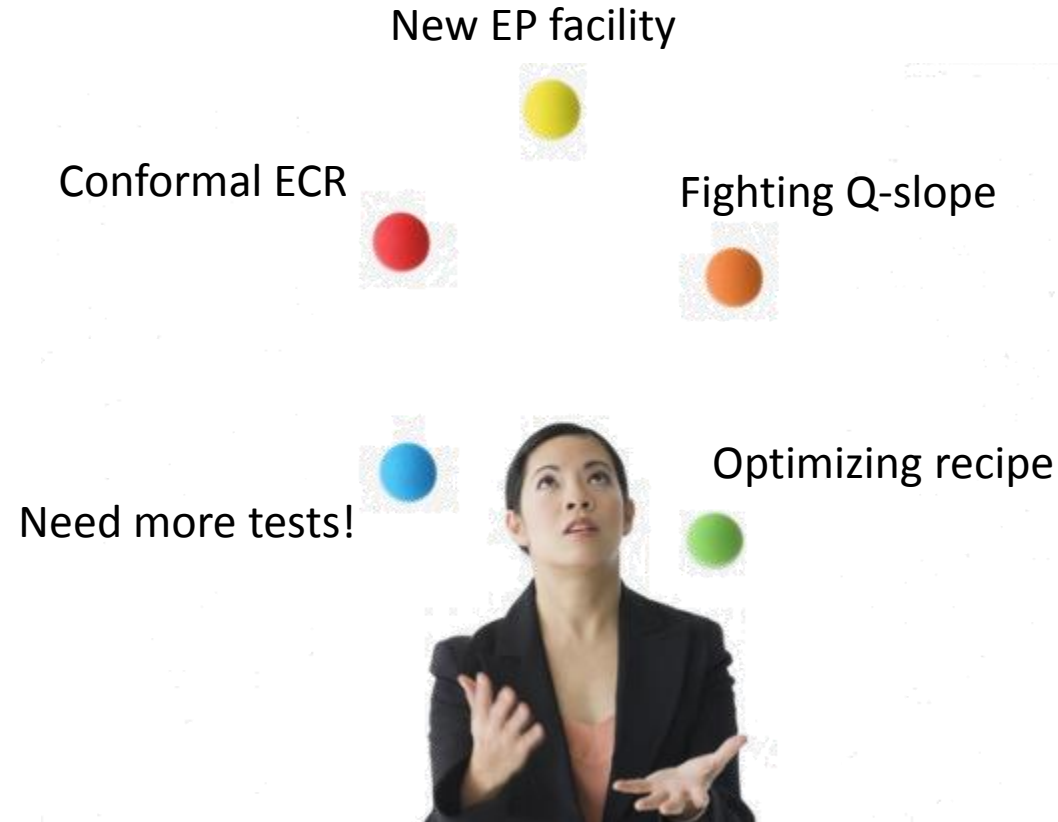 New EP facility
Conformal ECR
Fighting Q-slope
Optimizing recipe
Need more tests!